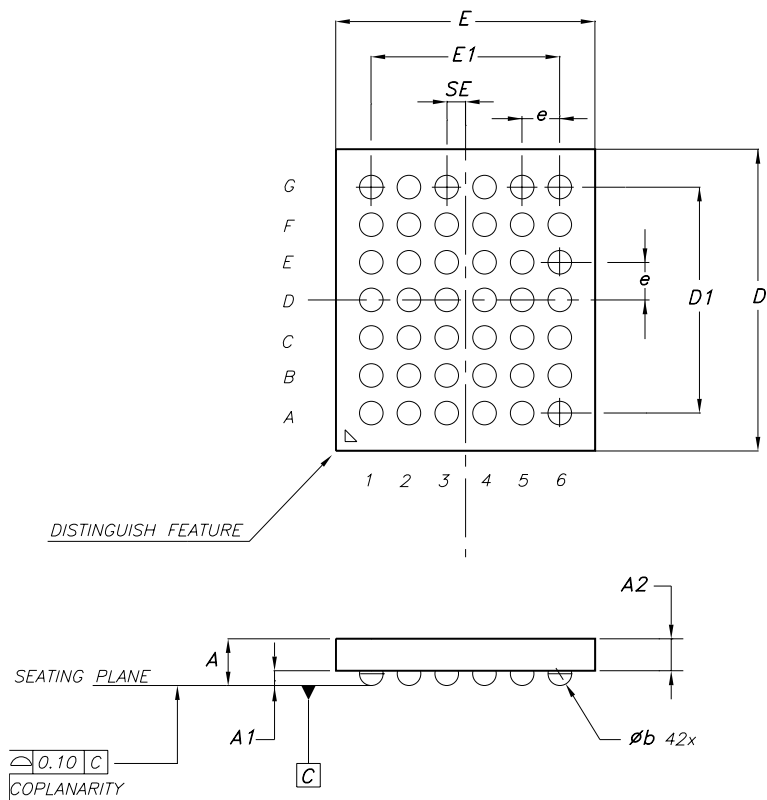 E
E1
SE
e
G
F
E
D
C
B
A
e
D1
D
1 2 3 4 5 6
DISTINGUISH FEATURE
A2
A
SEATING PLANE
A1
Øb 42x
⌓ 0.10 C
C
COPLANARITY